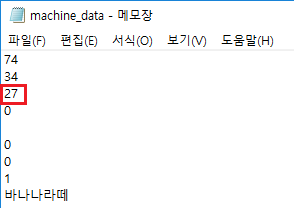 machine_data - 메모장
파일(F) 편집(E) 서식(O) 보기(V) 도움말(H)
74
34
27
0
0
0
1
바나나라떼